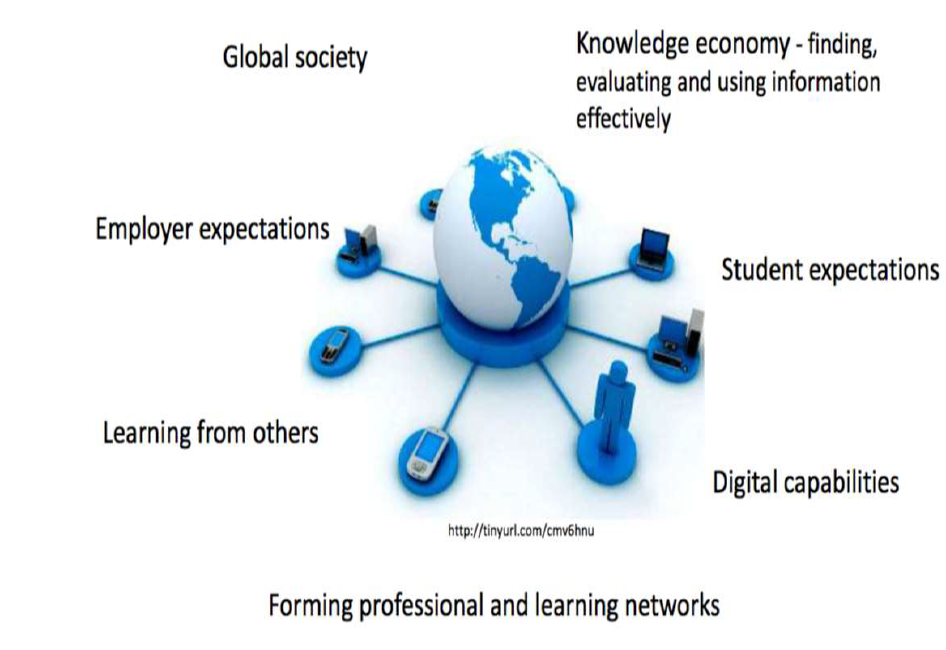 Global society
Knowledge economy - finding,
evaluating and using information
effectively
Employer expectations
Student expectations
Learning from others
Digital capabilities
http://tinyurl.com/cmv6hnu
Forming professional and learning networks